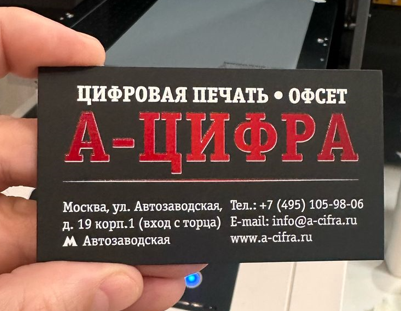 ЦИФРОВАЯ ПЕЧАТЬ • ОФСЕТ
А-ЦИФРА
Москва, ул. Автозаводская,
д. 19 корп.1 (вход с торца)
М Автозаводская
Тел.: +7 (495) 105-98-06
E-mail: info@a-cifra.ru
www.a-cifra.ru